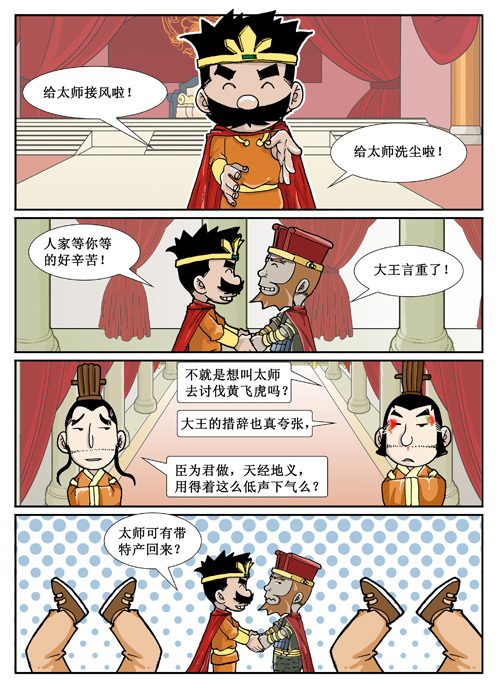 给太师接风啦！
给太师洗尘啦！
人家等你等
的好辛苦！
大王言重了！
不就是想叫太师
去讨伐黄飞虎吗？
大王的措辞也真夸张，
臣为君做，天经地义，
用得着这么低声下气么？
太师可有带
特产回来？